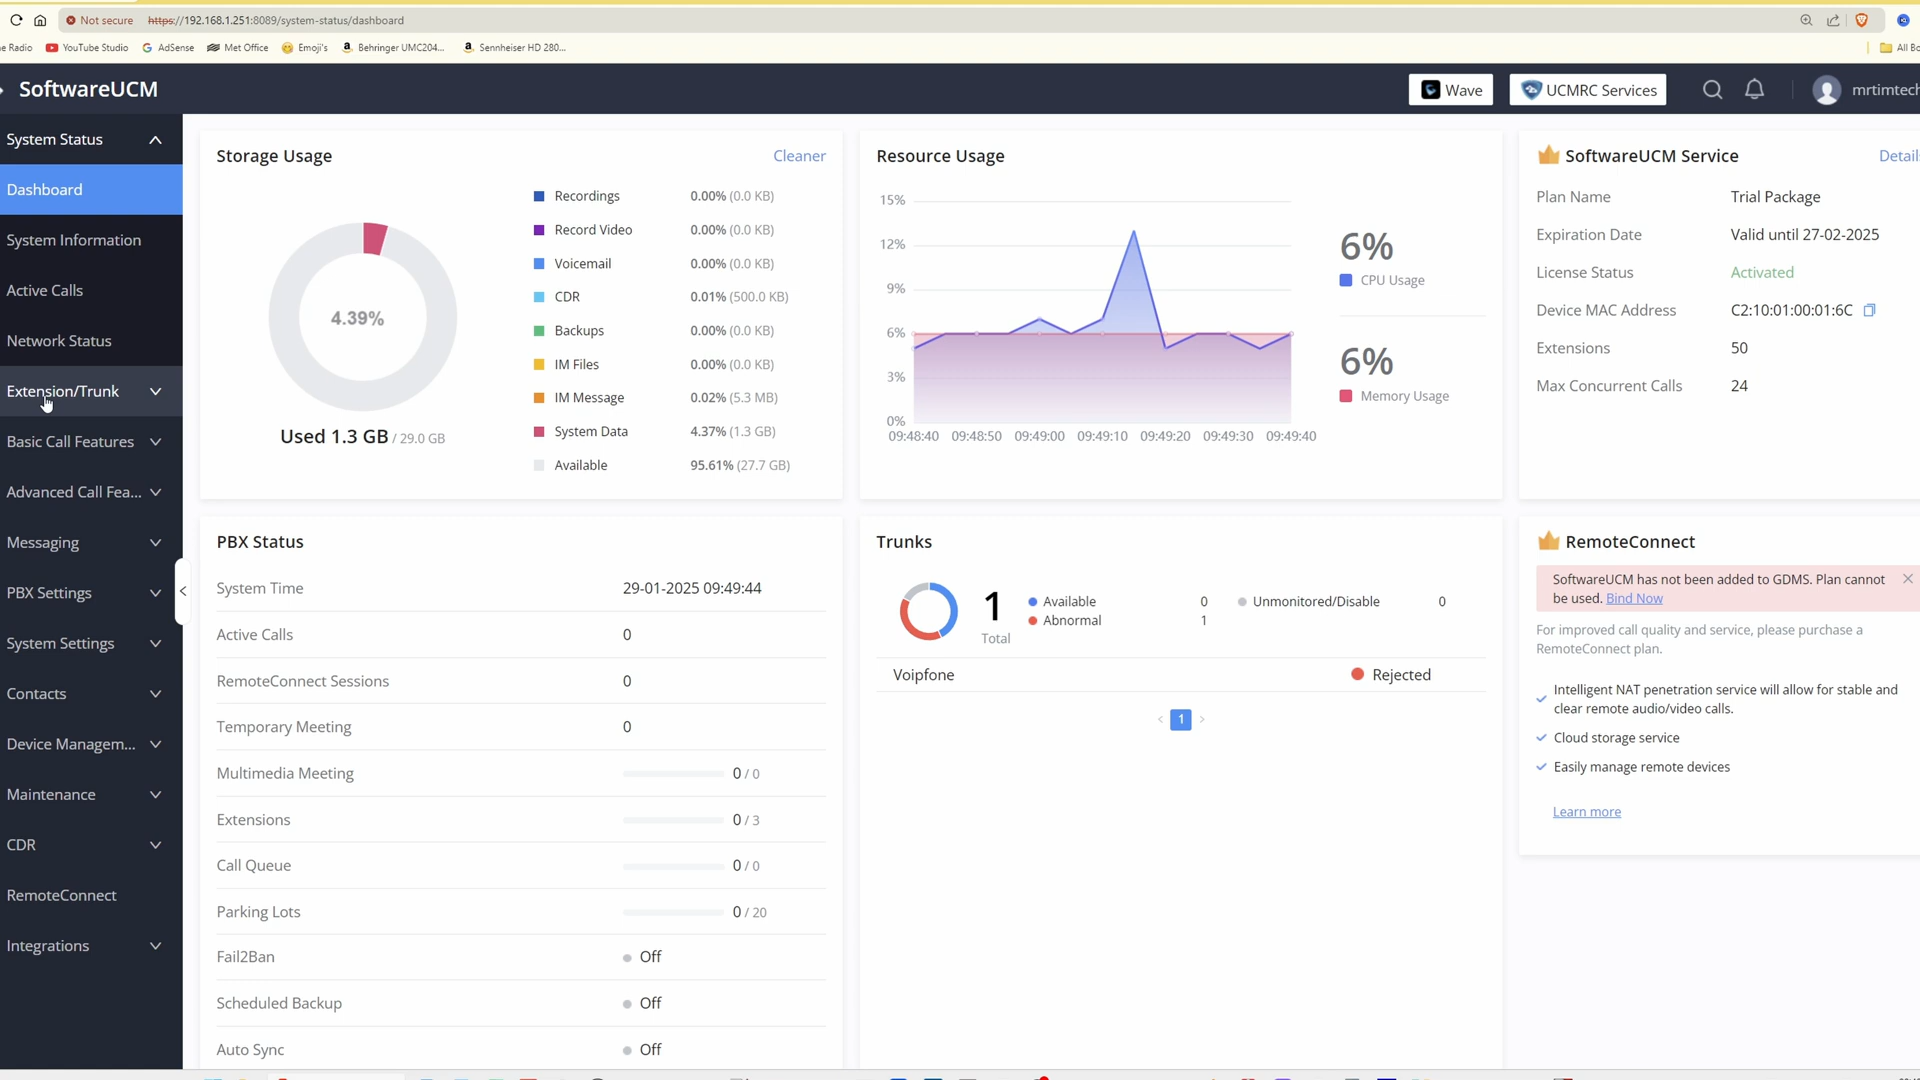 Not secure https://192.168.1.251:8089/system-status/dashboard
e Radio YouTube Studio AdSense Met Office Emoji's Behringer UMC204... Sennheiser HD 280... All Bo
SoftwareUCM Wave UCMRC Services mrtimtech
System Status
Dashboard
System Information
Active Calls
Network Status
Extension/Trunk
Basic Call Features
Advanced Call Fea...
Messaging
PBX Settings
System Settings
Contacts
Device Managem...
Maintenance
CDR
RemoteConnect
Integrations
Storage Usage Cleaner
4.39%
Used 1.3 GB / 29.0 GB
Recordings 0.00% (0.0 KB)
Record Video 0.00% (0.0 KB)
Voicemail 0.00% (0.0 KB)
CDR 0.01% (500.0 KB)
Backups 0.00% (0.0 KB)
IM Files 0.00% (0.0 KB)
IM Message 0.02% (5.3 MB)
System Data 4.37% (1.3 GB)
Available 95.61% (27.7 GB)
Resource Usage
15%
12%
9%
6%
3%
0%
09:48:40 09:48:50 09:49:00 09:49:10 09:49:20 09:49:30 09:49:40
6%
CPU Usage
6%
Memory Usage
SoftwareUCM Service Details
Plan Name Trial Package
Expiration Date Valid until 27-02-2025
License Status Activated
Device MAC Address C2:10:01:00:01:6C
Extensions 50
Max Concurrent Calls 24
PBX Status
System Time 29-01-2025 09:49:44
Active Calls 0
RemoteConnect Sessions 0
Temporary Meeting 0
Multimedia Meeting 0 / 0
Extensions 0 / 3
Call Queue 0 / 0
Parking Lots 0 / 20
Fail2Ban Off
Scheduled Backup Off
Auto Sync Off
Trunks
1
Total
Available 0 Unmonitored/Disable 0
Abnormal 1
Voipfone Rejected
< 1 >
RemoteConnect
SoftwareUCM has not been added to GDMS. Plan cannot
be used. Bind Now
For improved call quality and service, please purchase a
RemoteConnect plan.
Intelligent NAT penetration service will allow for stable and
clear remote audio/video calls.
Cloud storage service
Easily manage remote devices
Learn more